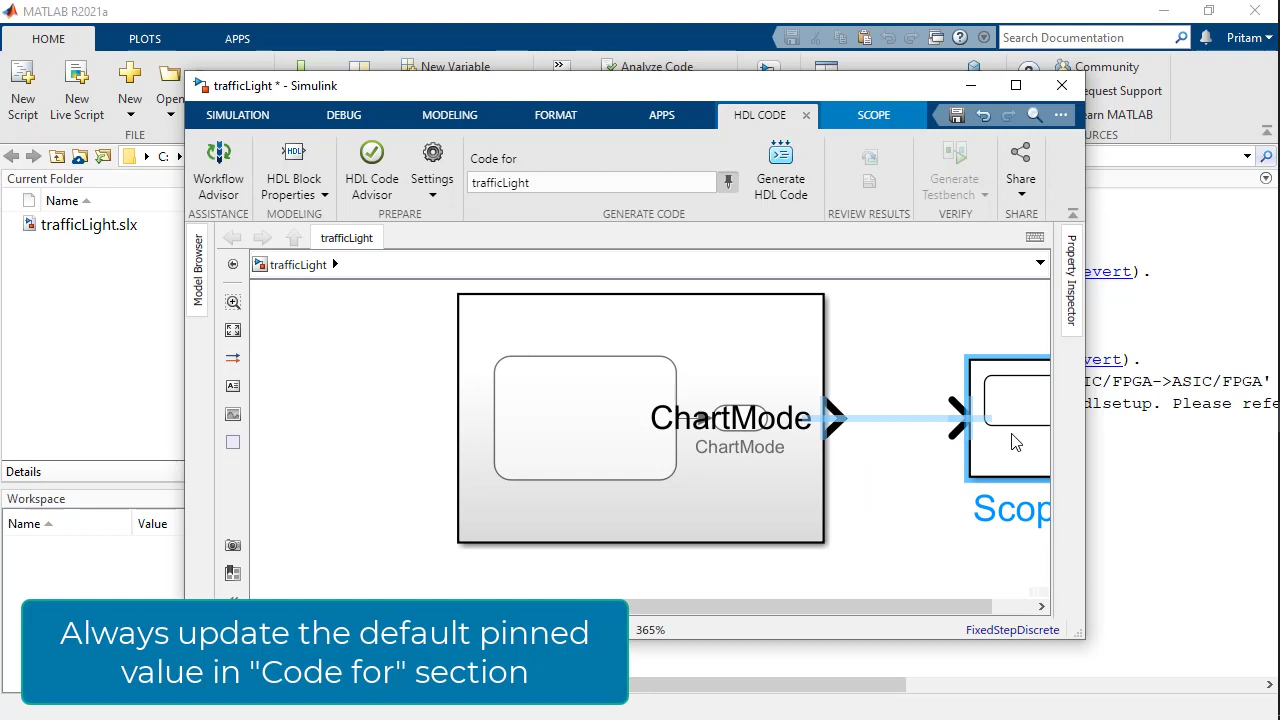 MATLAB R2021a
HOME
PLOTS
APPS
Search Documentation
Pritam
New Script
New Live Script
New
Open
FILE
New Variable
Analyze Code
Community
Request Support
Learn MATLAB
C:
Current Folder
Name
trafficLight.slx
Details
Workspace
Name
Value
trafficLight * - Simulink
SIMULATION
DEBUG
MODELING
FORMAT
APPS
HDL CODE
SCOPE
Workflow Advisor
ASSISTANCE
HDL Block Properties
MODELING
HDL Code Advisor
Settings
PREPARE
Code for
trafficLight
Generate HDL Code
GENERATE CODE
REVIEW RESULTS
Generate Testbench
VERIFY
Share
SHARE
Model Browser
trafficLight
trafficLight
Property Inspector
ChartMode
ChartMode
Scop
evert).
vert).
IC/FPGA->ASIC/FPGA'
dlsetup. Please refe
365%
FixedStepDiscrete
Always update the default pinned
value in "Code for" section